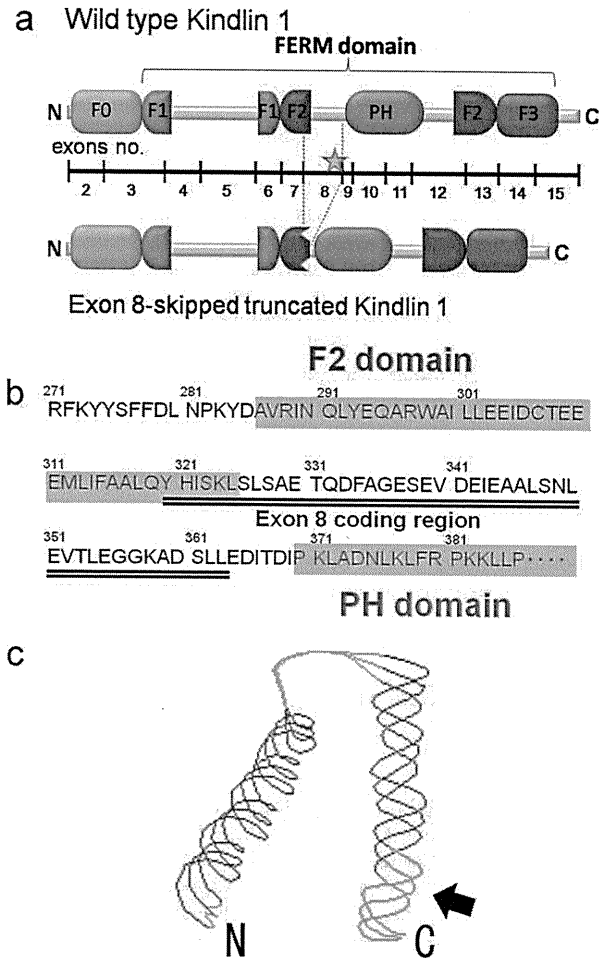 a Wild type Kindlin 1
FERM domain
N F0 F1 F1 F2 PH F2 F3 C
exons no.
2 3 4 5 6 7 8 9 10 11 12 13 14 15
N C
Exon 8-skipped truncated Kindlin 1
F2 domain
b
271 281 291 301
RFKYYSFFDL NPKYDAVRIN QLYEQARWAI LLEEIDCTEE
311 321 331 341
EMLIFAALQY HISKLSLSAE TQDFAGESEV DEIEAALSNL
Exon 8 coding region
351 361 371 381
EVTLEGGKAD SLLEDITDIP KLADNLKLFR PKKLLP····
PH domain
c
N C